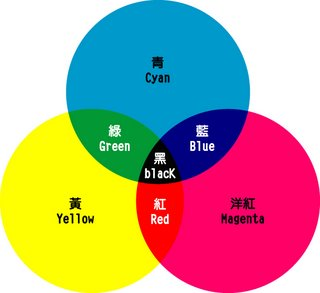 青
Cyan
綠
Green
藍
Blue
黑
blacK
黃
Yellow
紅
Red
洋紅
Magenta